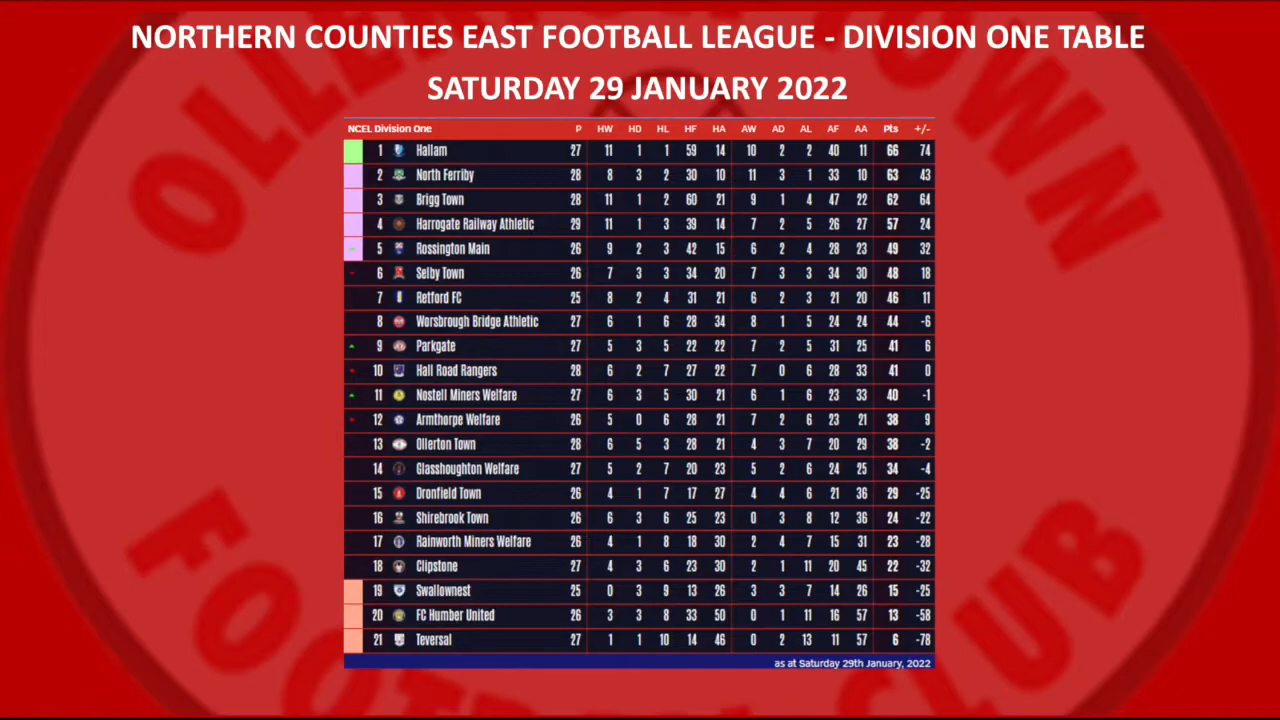 NORTHERN COUNTIES EAST FOOTBALL LEAGUE - DIVISION ONE TABLE
SATURDAY 29 JANUARY 2022
NCEL Division One P HW HD HL HF HA AW AD AL AF AA Pts +/-
1 Hallam 27 11 1 1 59 14 10 2 2 40 11 66 74
2 North Ferriby 28 8 3 2 30 10 11 3 1 33 10 63 43
3 Brigg Town 28 11 1 2 60 21 9 1 4 47 22 62 64
4 Harrogate Railway Athletic 29 11 1 3 39 14 7 2 5 26 27 57 24
5 Rossington Main 26 9 2 3 42 15 6 2 4 28 23 49 32
6 Selby Town 26 7 3 3 34 20 7 3 3 34 30 48 18
7 Retford FC 25 8 2 4 31 21 6 2 3 21 20 46 11
8 Worsbrough Bridge Athletic 27 6 1 6 28 34 8 1 5 24 24 44 -6
9 Parkgate 27 5 3 5 22 22 7 2 5 31 25 41 6
10 Hall Road Rangers 28 6 2 7 27 22 7 0 6 28 33 41 0
11 Nostell Miners Welfare 27 6 3 5 30 21 6 1 6 23 33 40 -1
12 Armthorpe Welfare 26 5 0 6 28 21 7 2 6 23 21 38 9
13 Ollerton Town 28 6 5 3 28 21 4 3 7 20 29 38 -2
14 Glasshoughton Welfare 27 5 2 7 20 23 5 2 6 24 25 34 -4
15 Dronfield Town 26 4 1 7 17 27 4 4 6 21 36 29 -25
16 Shirebrook Town 26 6 3 6 25 23 0 3 8 12 36 24 -22
17 Rainworth Miners Welfare 26 4 1 8 18 30 2 4 7 15 31 23 -28
18 Clipstone 27 4 3 6 23 30 2 1 11 20 45 22 -32
19 Swallownest 25 0 3 9 13 26 3 3 7 14 26 15 -25
20 FC Humber United 26 3 3 8 33 50 0 1 11 16 57 13 -58
21 Teversal 27 1 1 10 14 46 0 2 13 11 57 6 -78
as at Saturday 29th January, 2022
OLLERTON TOWN
FOOTBALL CLUB